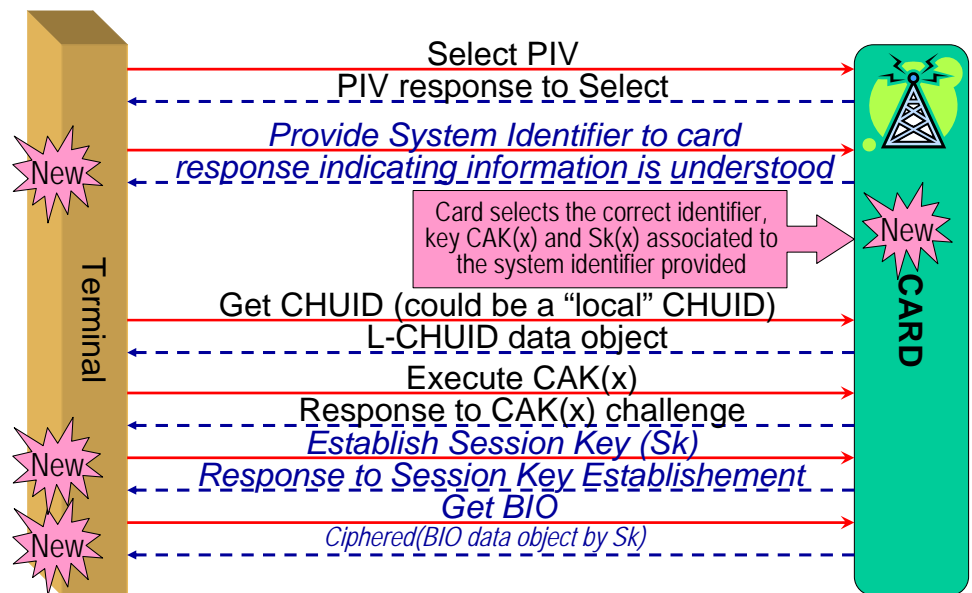 Select PIV
PIV response to Select
Provide System Identifier to card
New
response indicating information is understood
Card selects the correct identifier,
key CAK(x) and Sk(x) associated to
the system identifier provided
New
Terminal
CARD
Get CHUID (could be a “local” CHUID)
L-CHUID data object
Execute CAK(x)
Response to CAK(x) challenge
Establish Session Key (Sk)
New
Response to Session Key Establishement
Get BIO
New
Ciphered(BIO data object by Sk)